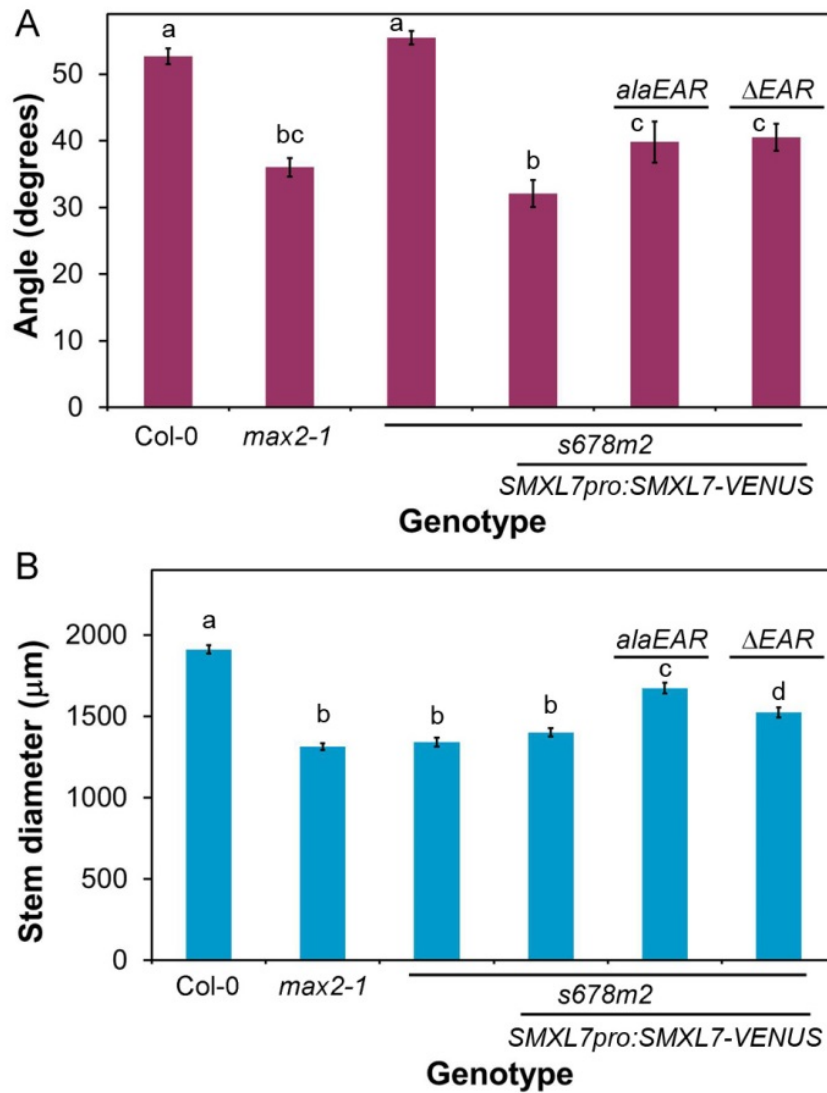 A
Angle (degrees)
50
40
30
20
10
0
a
bc
a
b
c
c
alaEAR
ΔEAR
Col-0
max2-1
s678m2
SMXL7pro:SMXL7-VENUS
Genotype
B
Stem diameter (μm)
2000
1500
1000
500
0
a
b
b
b
c
d
alaEAR
ΔEAR
Col-0
max2-1
s678m2
SMXL7pro:SMXL7-VENUS
Genotype